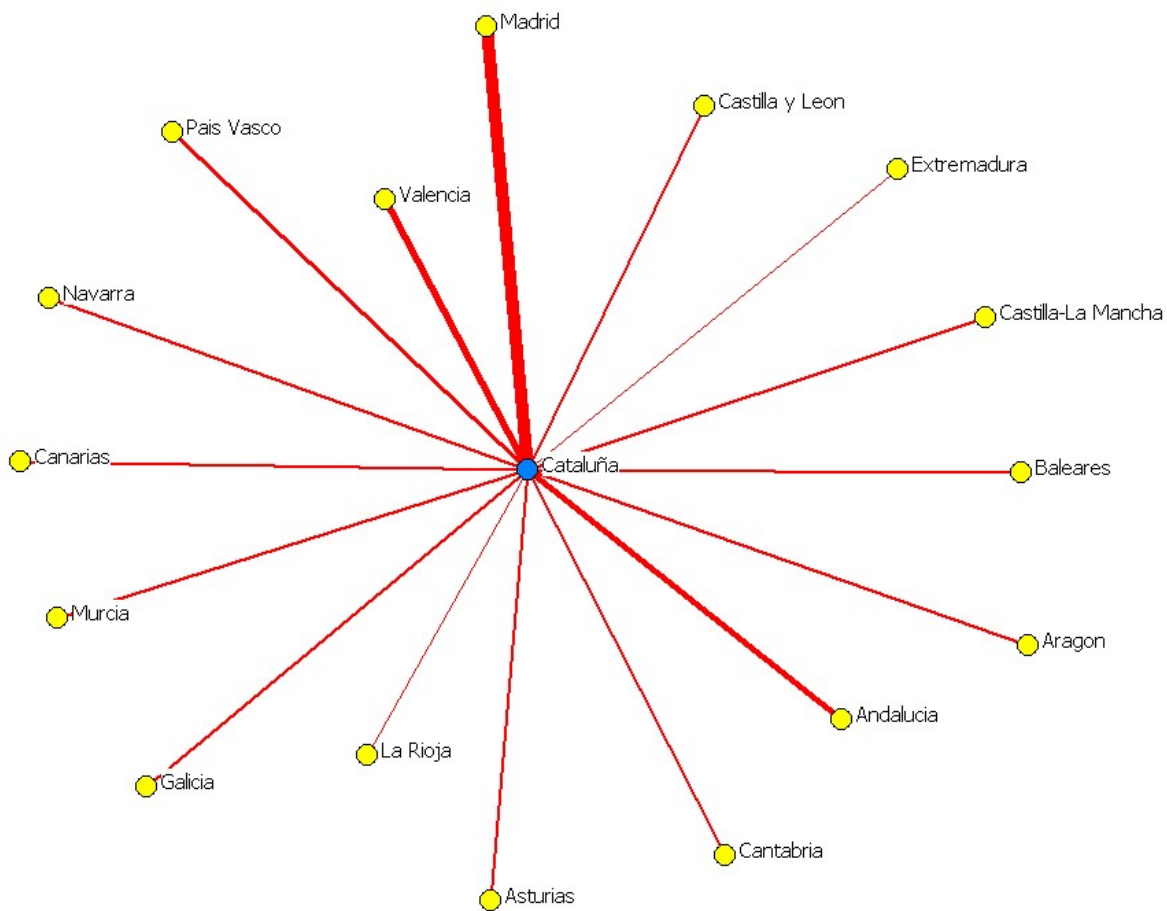 Madrid
Castilla y Leon
Pais Vasco
Extremadura
Valencia
Navarra
Castilla-La Mancha
Canarias
Cataluña
Baleares
Murcia
Aragon
Andalucia
La Rioja
Galicia
Cantabria
Asturias